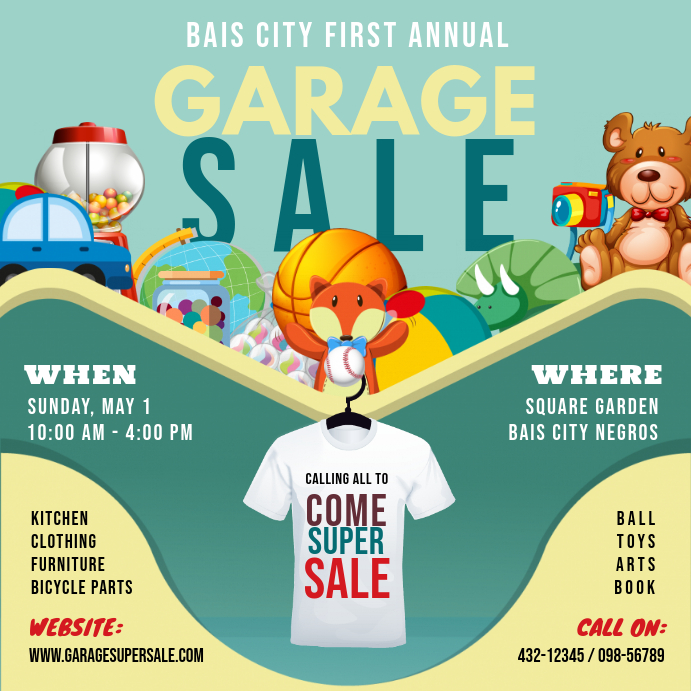 BAIS CITY FIRST ANNUAL
GARAGE
SALE
WHEN
SUNDAY, MAY 1
10:00 AM - 4:00 PM
WHERE
SQUARE GARDEN
BAIS CITY NEGROS
CALLING ALL TO
COME
SUPER
SALE
KITCHEN
CLOTHING
FURNITURE
BICYCLE PARTS
BALL
TOYS
ARTS
BOOK
WEBSITE:
WWW.GARAGESUPERSALE.COM
CALL ON:
432-12345 / 098-56789